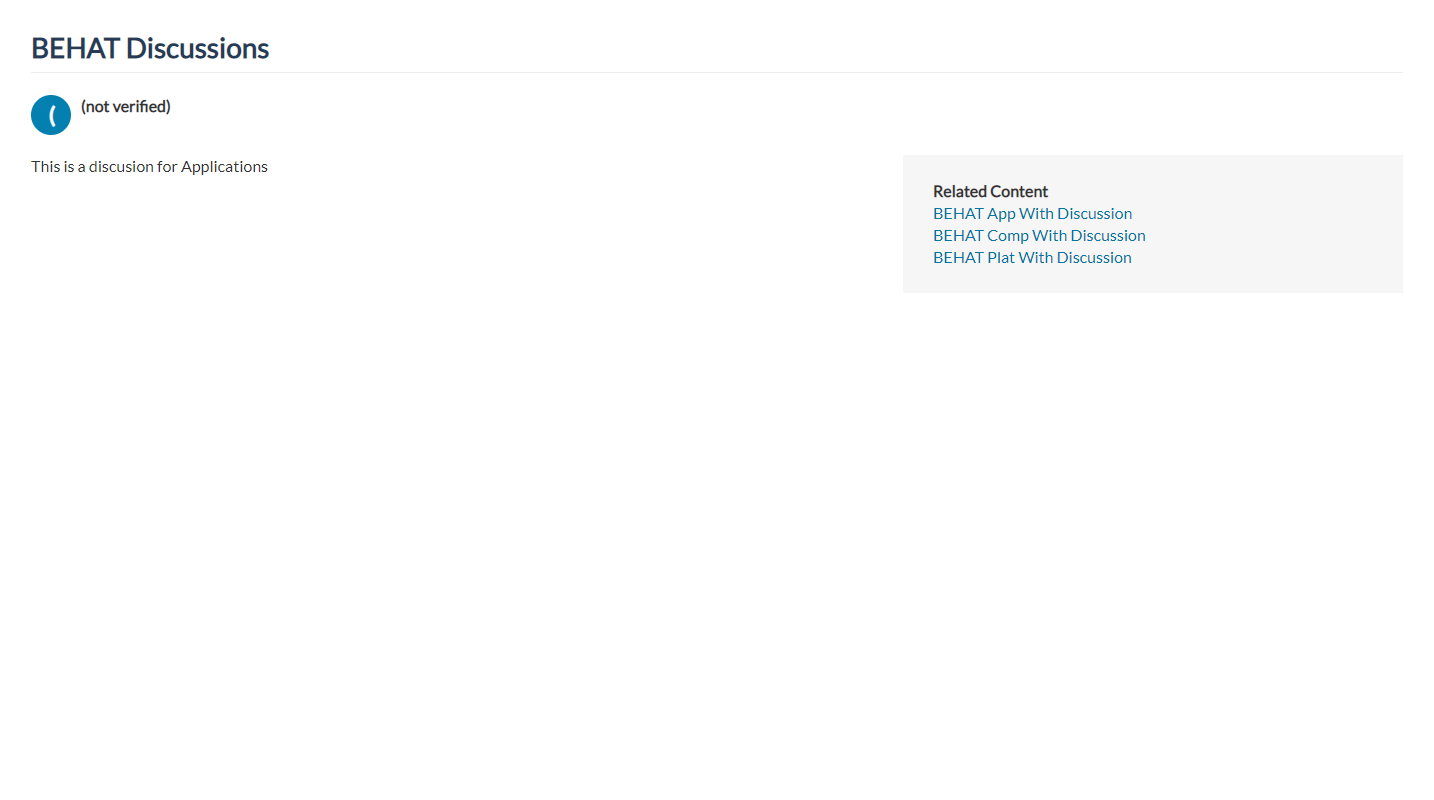 BEHAT Discussions
(
(not verified)
This is a discusion for Applications
Related Content
BEHAT App With Discussion
BEHAT Comp With Discussion
BEHAT Plat With Discussion